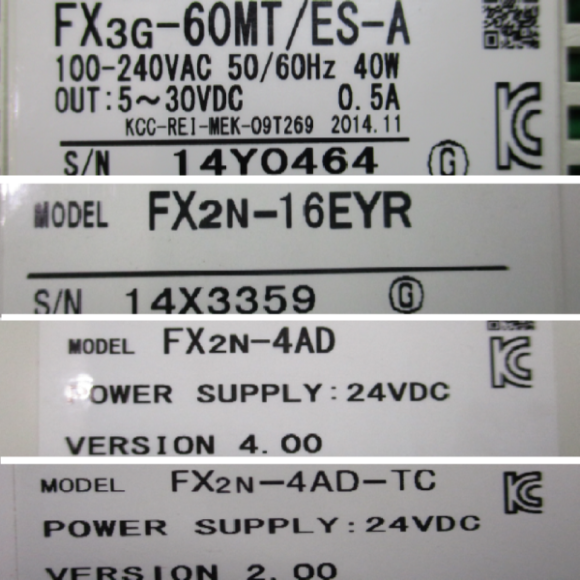 FX3G-60MT/ES-A
100-240VAC 50/60Hz 40W
OUT:5~30VDC 0.5A
KCC-REI-MEK-09T269 2014.11
S/N 14Y0464 G
MODEL FX2N-16EYR
S/N 14X3359 G
MODEL FX2N-4AD
POWER SUPPLY:24VDC
VERSION 4.00
MODEL FX2N-4AD-TC
POWER SUPPLY:24VDC
VERSION 2.00